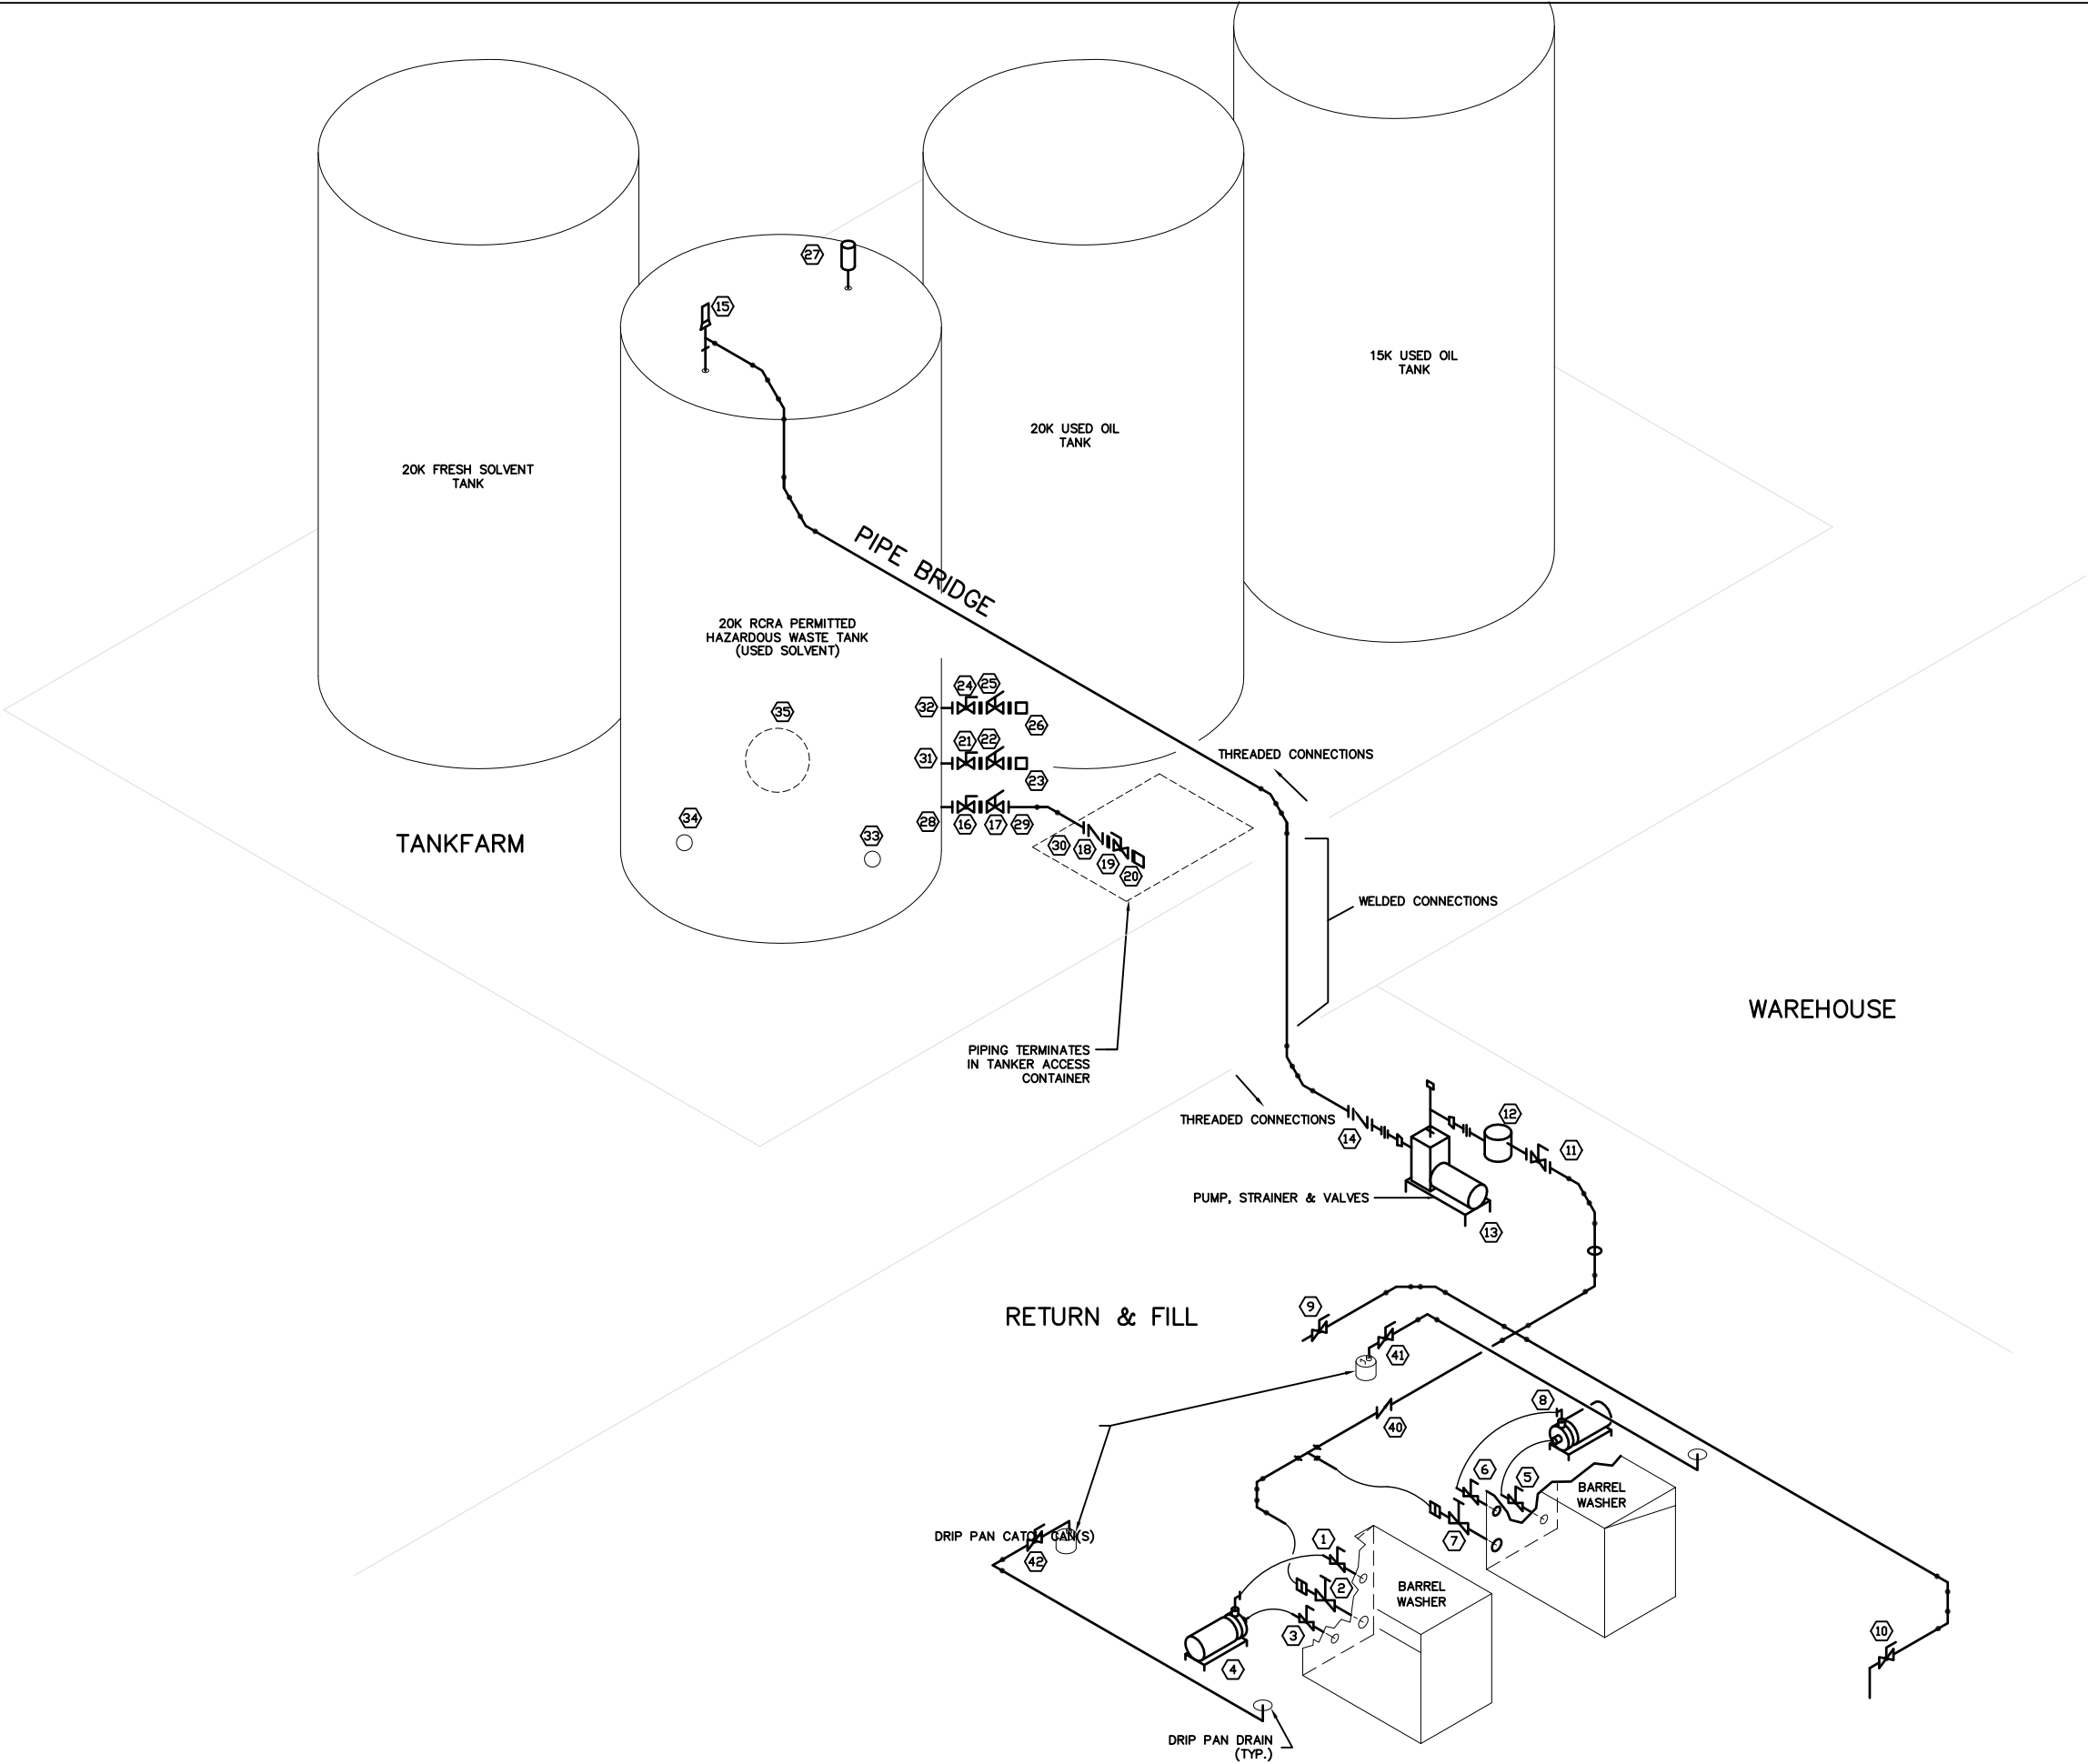 27
15
15K USED OIL
TANK
20K USED OIL
TANK
20K FRESH SOLVENT
TANK
PIPE BRIDGE
20K RCRA PERMITTED
HAZARDOUS WASTE TANK
(USED SOLVENT)
24 25
32
26
35
21 22
31
23
THREADED CONNECTIONS
34
28 16 17 29
33
30 18
19
20
TANKFARM
WELDED CONNECTIONS
WAREHOUSE
PIPING TERMINATES
IN TANKER ACCESS
CONTAINER
THREADED CONNECTIONS
12
14
11
PUMP, STRAINER & VALVES
13
9
RETURN & FILL
41
8
40
6
5
BARREL
WASHER
DRIP PAN CATCH CAN(S)
42
1
7
2
BARREL
WASHER
3
10
4
DRIP PAN DRAIN
(TYP.)